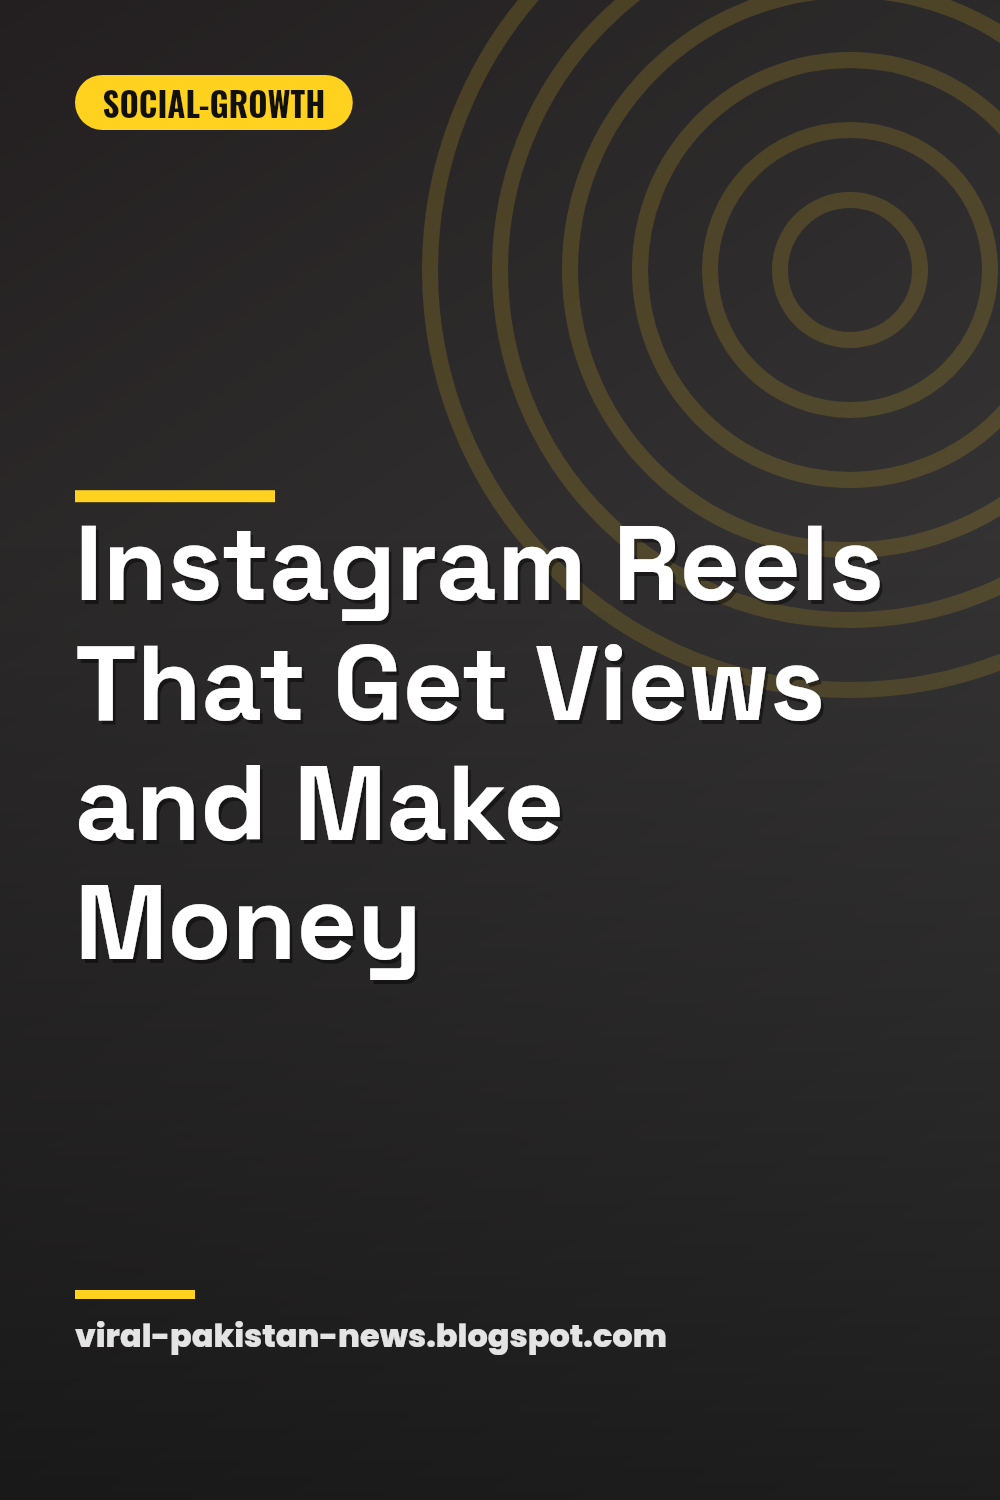 SOCIAL-GROWTH
Instagram Reels
That Get Views
and Make
Money
viral-pakistan-news.blogspot.com